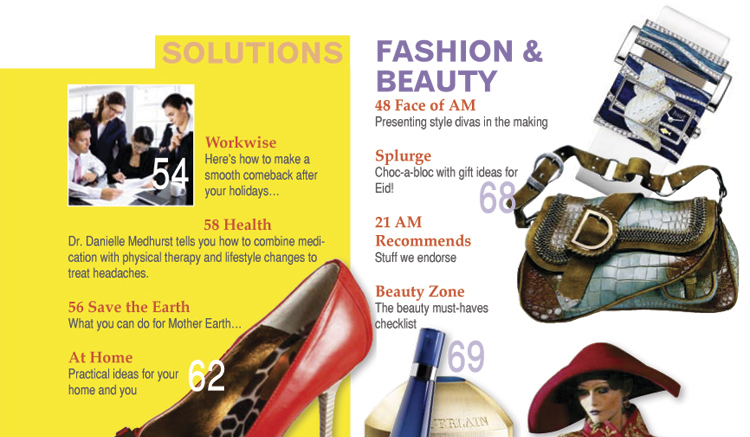 SOLUTIONS
54
Workwise
Here's how to make a
smooth comeback after
your holidays…
58 Health
Dr. Danielle Medhurst tells you how to combine medi-
cation with physical therapy and lifestyle changes to
treat headaches.
56 Save the Earth
What you can do for Mother Earth…
At Home
Practical ideas for your
home and you
62
FASHION &
BEAUTY
48 Face of AM
Presenting style divas in the making
Splurge
Choc-a-bloc with gift ideas for
Eid!
68
21 AM
Recommends
Stuff we endorse
Beauty Zone
The beauty must-haves
checklist
69
UERLAIN